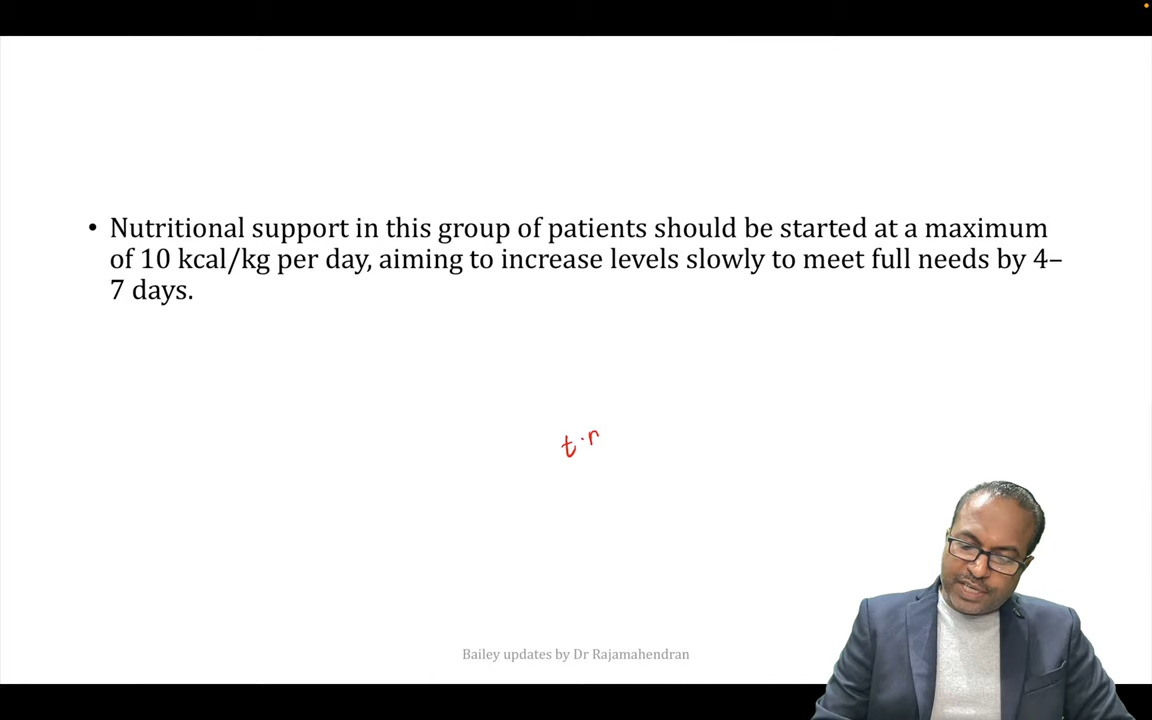 • Nutritional support in this group of patients should be started at a maximum
of 10 kcal/kg per day, aiming to increase levels slowly to meet full needs by 4–
7 days.
t.r
Bailey updates by Dr Rajamahendran